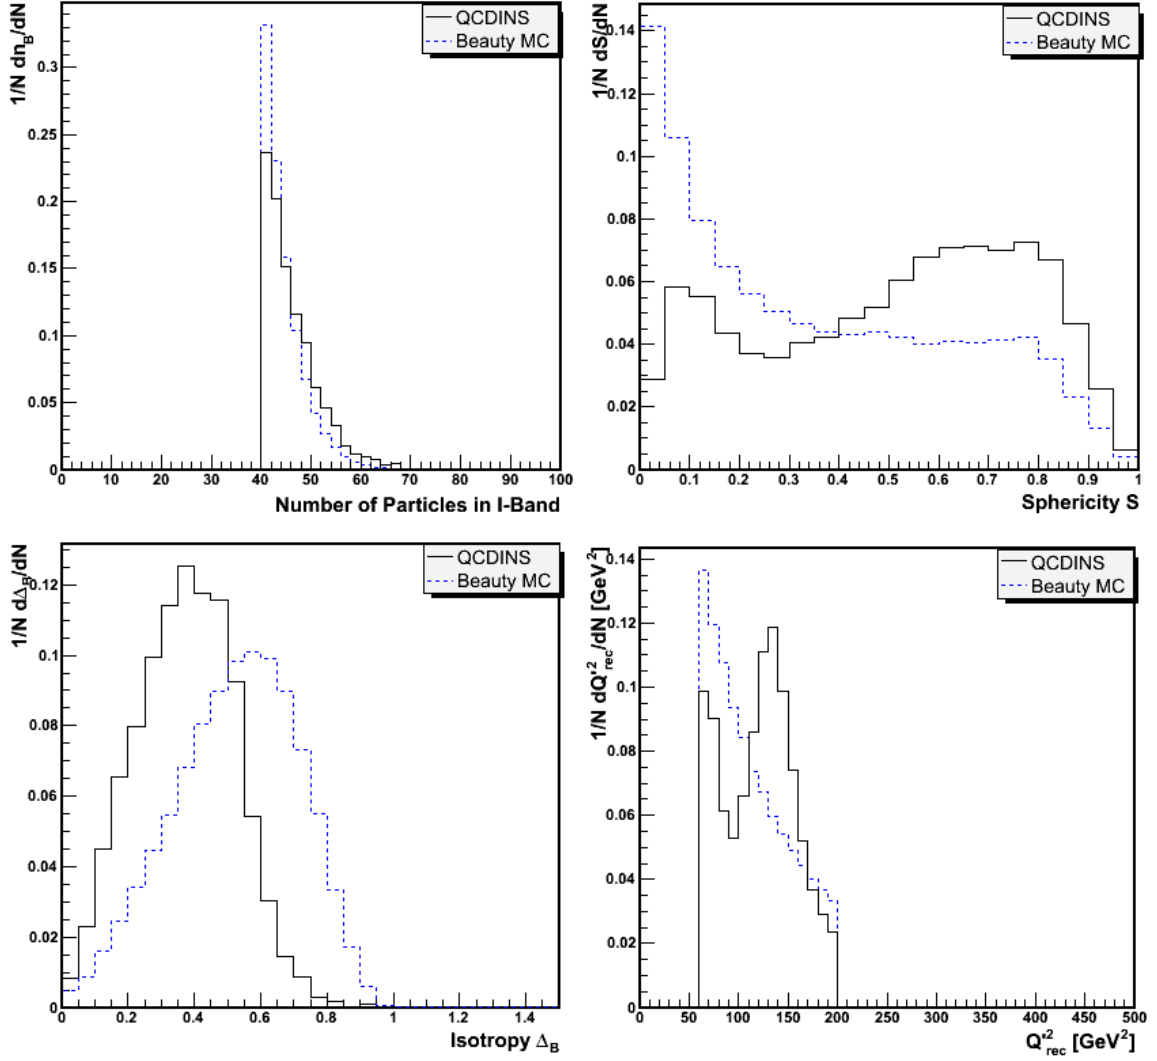 1/N dn_B/dN
QCDINS
Beauty MC
0.3
0.25
0.2
0.15
0.1
0.05
0
0 10 20 30 40 50 60 70 80 90 100
Number of Particles in I-Band
1/N dS/dN
QCDINS
Beauty MC
0.14
0.12
0.1
0.08
0.06
0.04
0.02
0
0 0.1 0.2 0.3 0.4 0.5 0.6 0.7 0.8 0.9 1
Sphericity S
1/N dΔ_B/dN
QCDINS
Beauty MC
0.12
0.1
0.08
0.06
0.04
0.02
0
0 0.2 0.4 0.6 0.8 1 1.2 1.4
Isotropy Δ_B
1/N dQ'²_rec/dN [GeV²]
QCDINS
Beauty MC
0.14
0.12
0.1
0.08
0.06
0.04
0.02
0
0 50 100 150 200 250 300 350 400 450 500
Q'²_rec [GeV²]